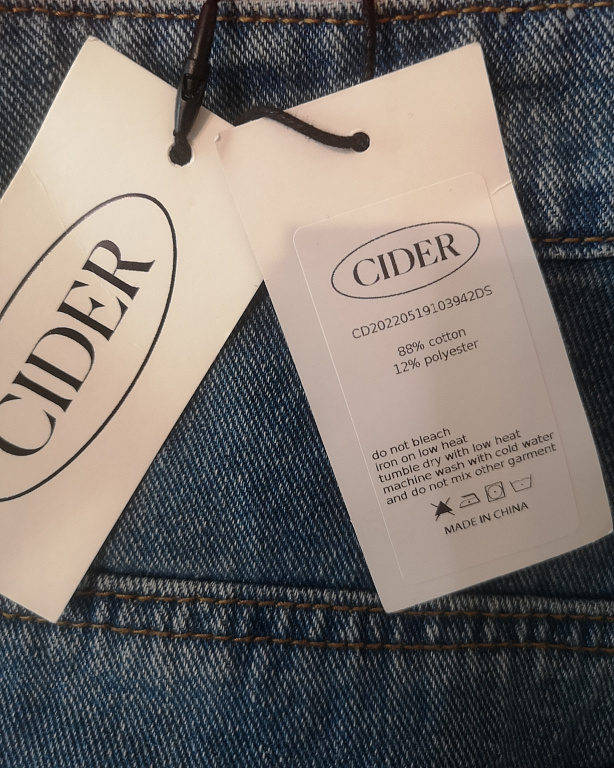 CIDER
CIDER
CD20220519103942DS
88% cotton
12% polyester
do not bleach
iron on low heat
tumble dry with low heat
machine wash with cold water
and do not mix other garment
MADE IN CHINA